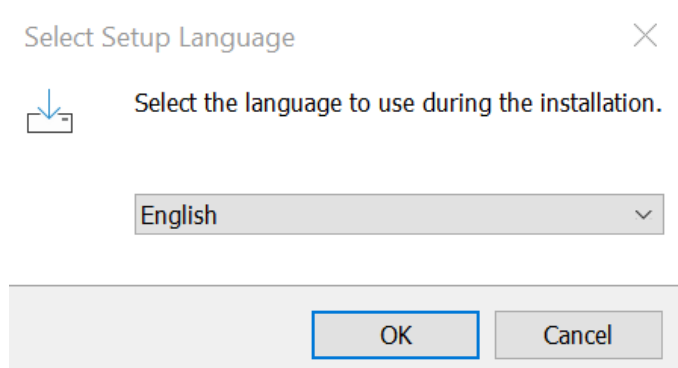 Select Setup Language
Select the language to use during the installation.
English
OK
Cancel